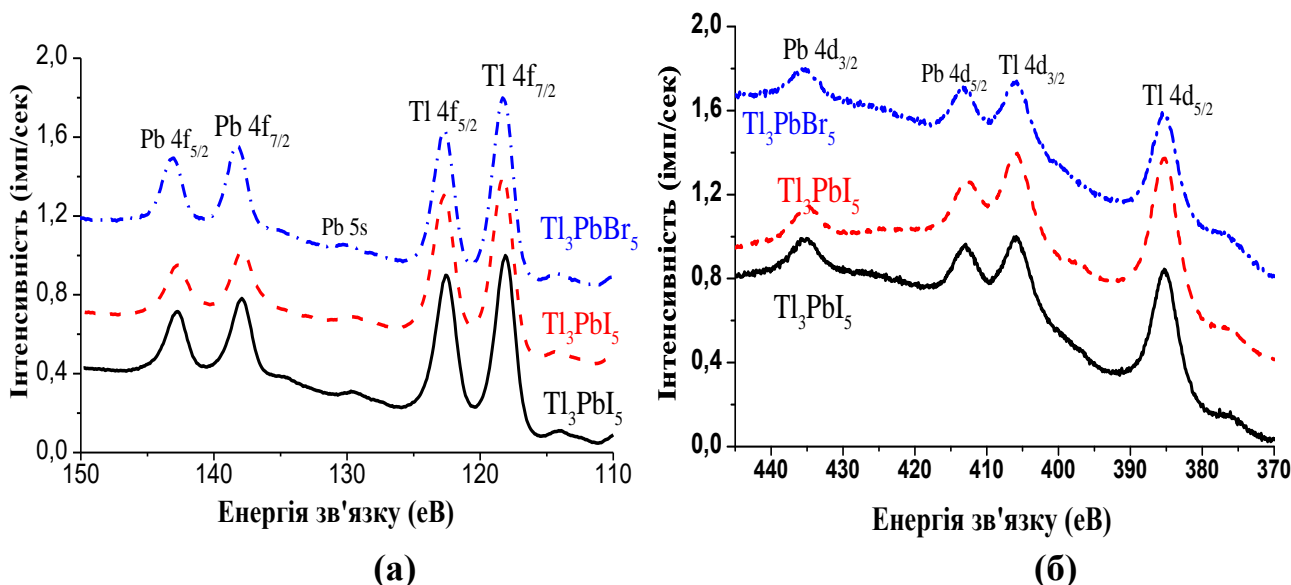 Інтенсивність (імп/сек)
2,0
1,6
1,2
0,8
0,4
0,0
150
140
130
120
110
Енергія зв'язку (еВ)
Pb 4f5/2
Pb 4f7/2
Pb 5s
Tl 4f5/2
Tl 4f7/2
Tl3PbBr5
Tl3PbI5
Tl3PbI5
(а)
Інтенсивність (імп/сек)
2,0
1,6
1,2
0,8
0,4
0,0
440
430
420
410
400
390
380
370
Енергія зв'язку (еВ)
Pb 4d3/2
Pb 4d5/2
Tl 4d3/2
Tl 4d5/2
Tl3PbBr5
Tl3PbI5
Tl3PbI5
(б)